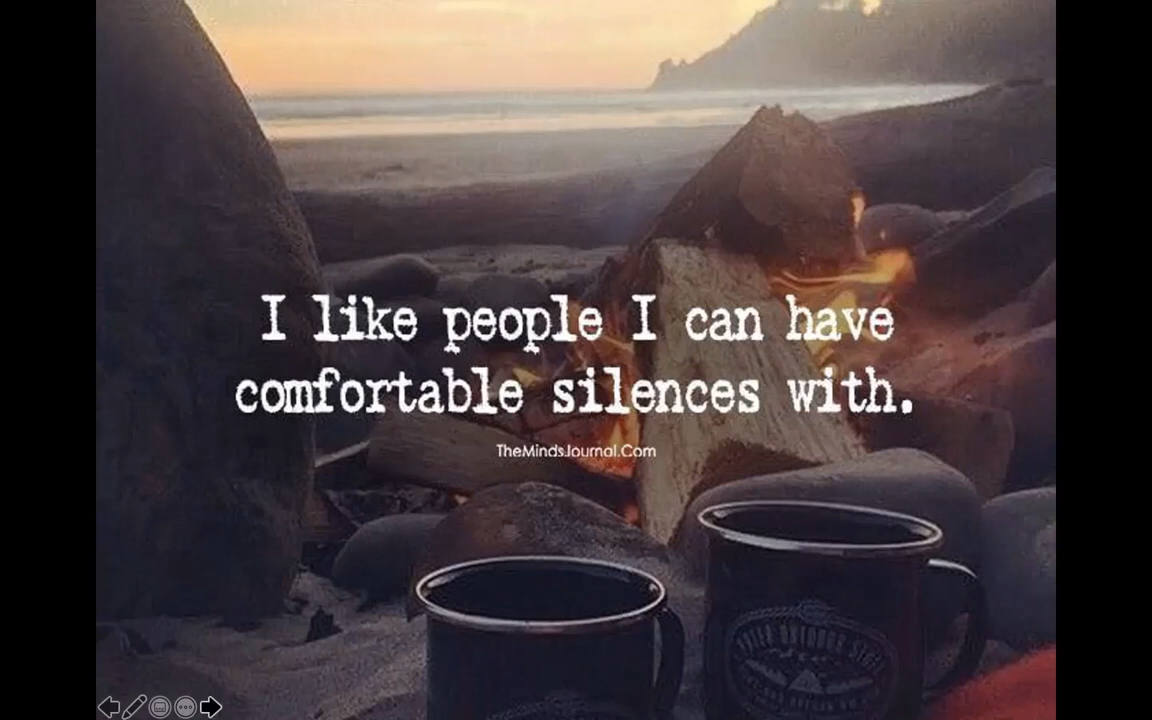 I like people I can have
comfortable silences with.
TheMindsJournal.Com